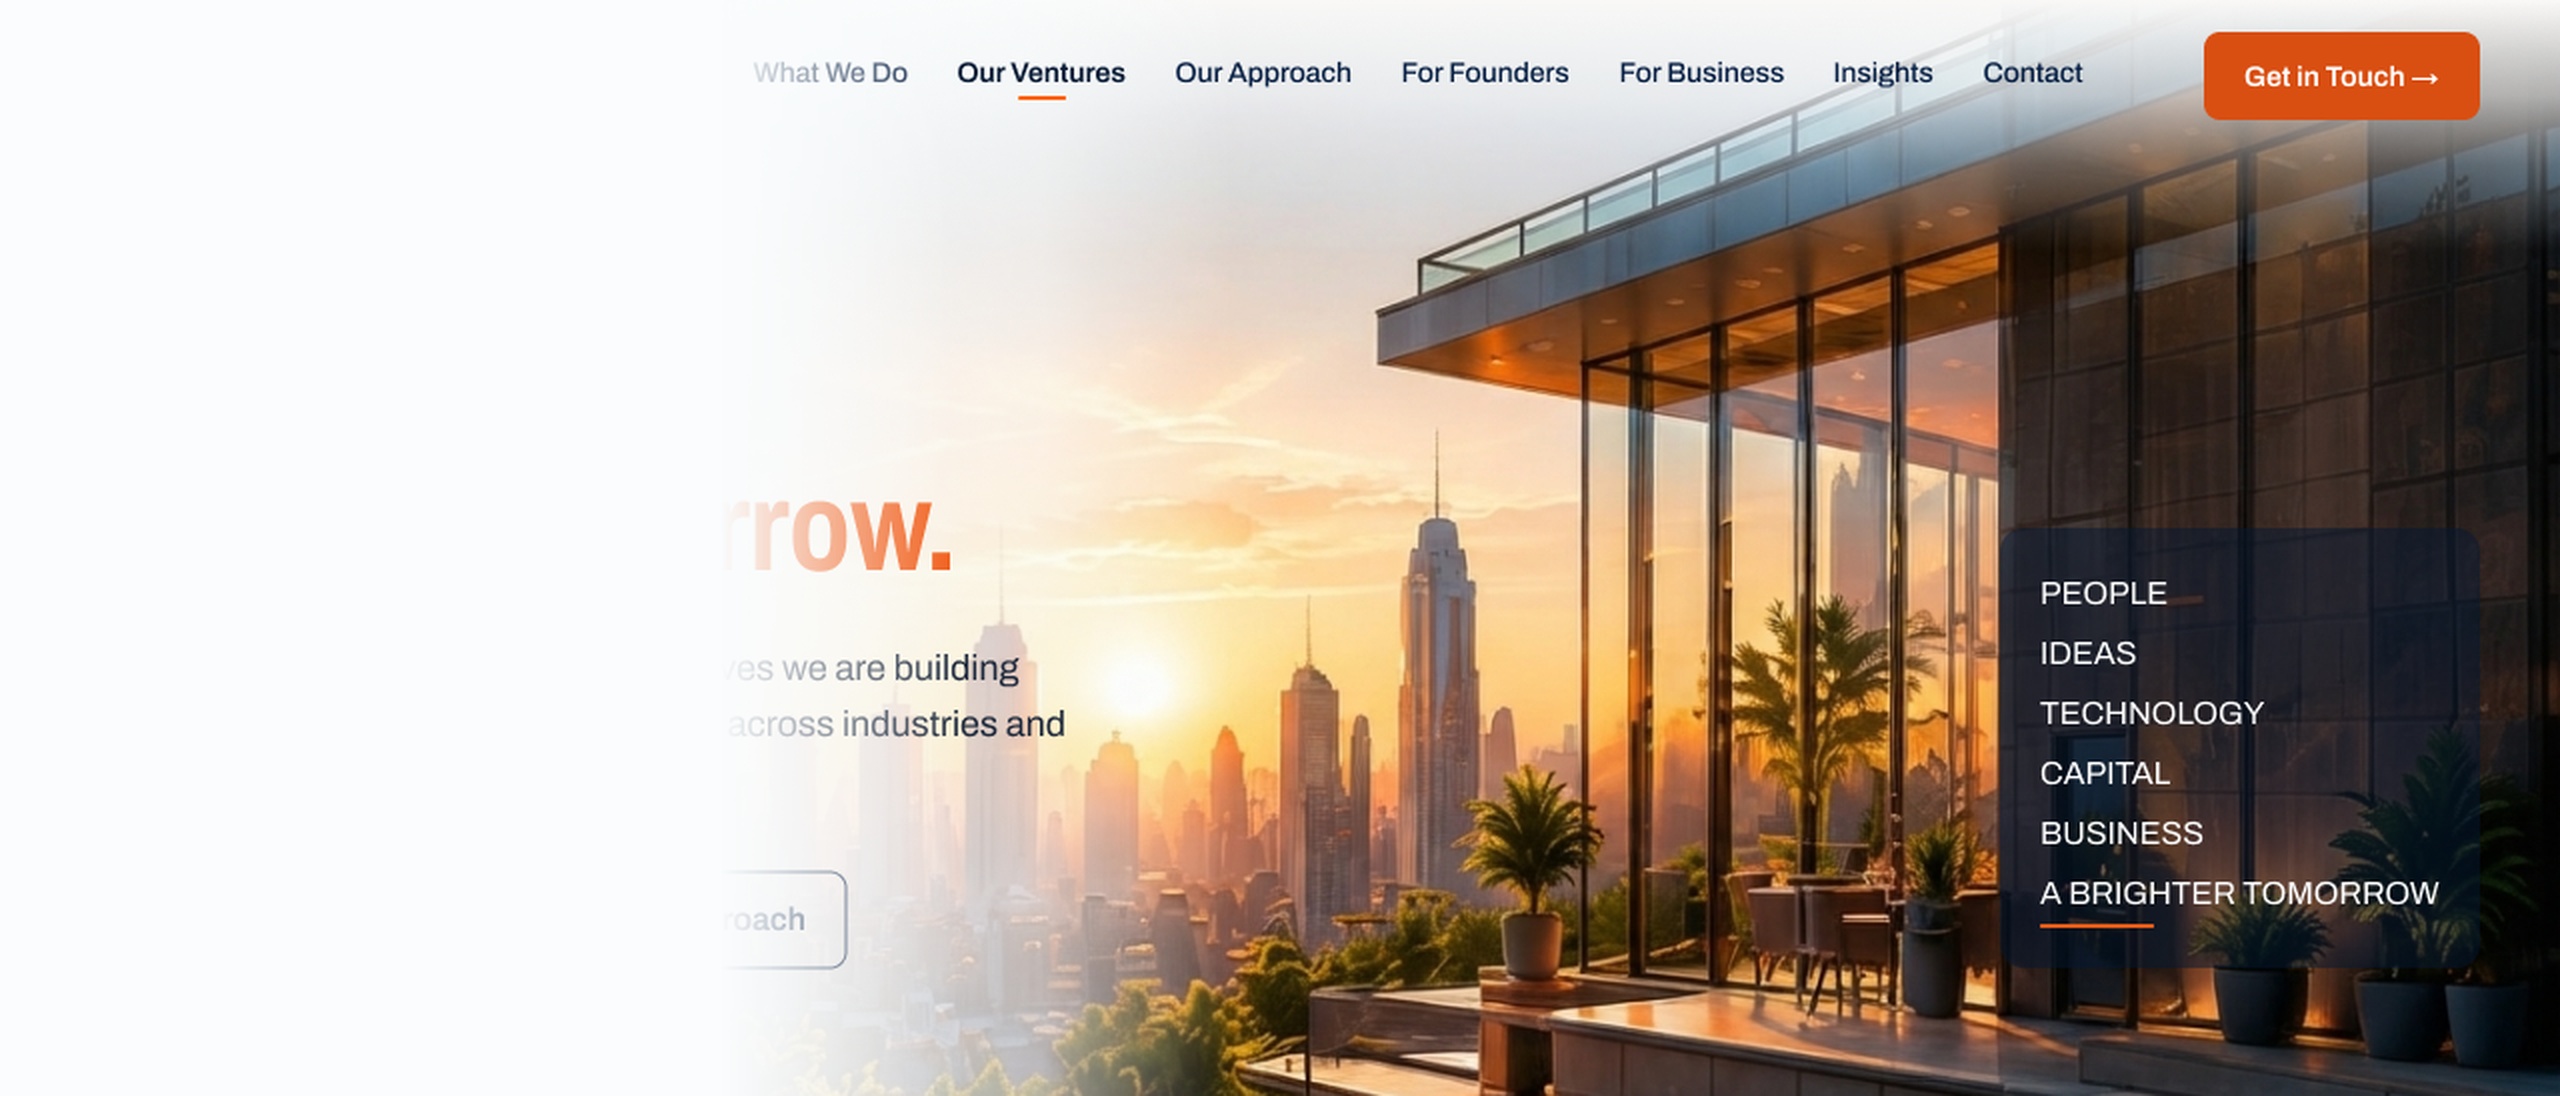 What We Do
Our Ventures
Our Approach
For Founders
For Business
Insights
Contact
Get in Touch →
rrow.
ves we are building
across industries and
roach
PEOPLE
IDEAS
TECHNOLOGY
CAPITAL
BUSINESS
A BRIGHTER TOMORROW